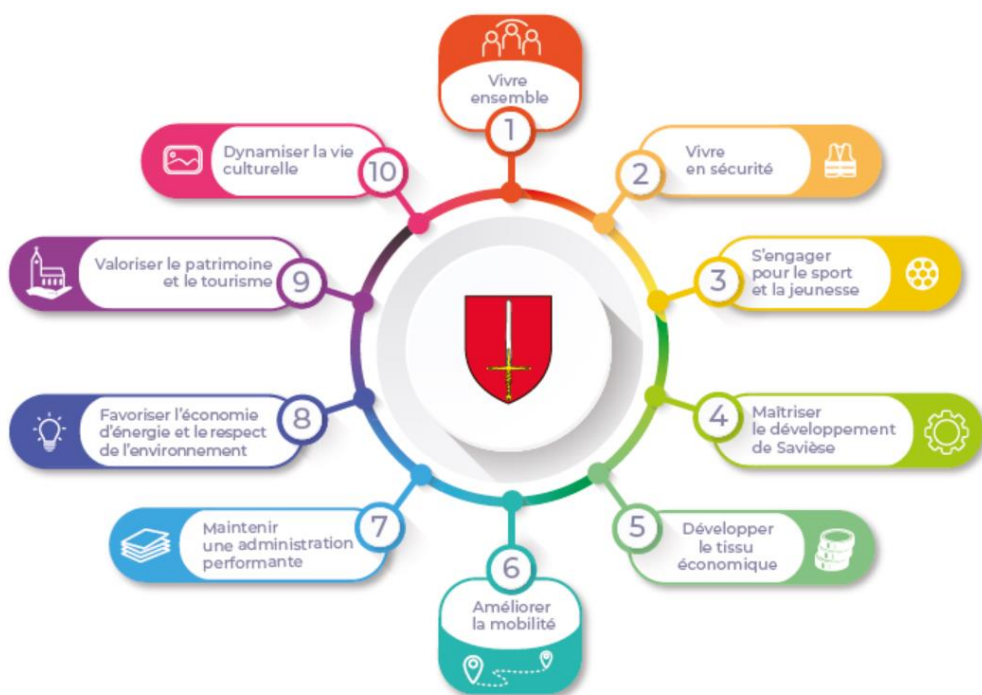 Vivre
ensemble
1
2
Vivre
en sécurité
3
S'engager
pour le sport
et la jeunesse
4
Maîtriser
le développement
de Savièse
5
Développer
le tissu
économique
6
Améliorer
la mobilité
7
Maintenir
une administration
performante
8
Favoriser l'économie
d'énergie et le respect
de l'environnement
9
Valoriser le patrimoine
et le tourisme
10
Dynamiser la vie
culturelle